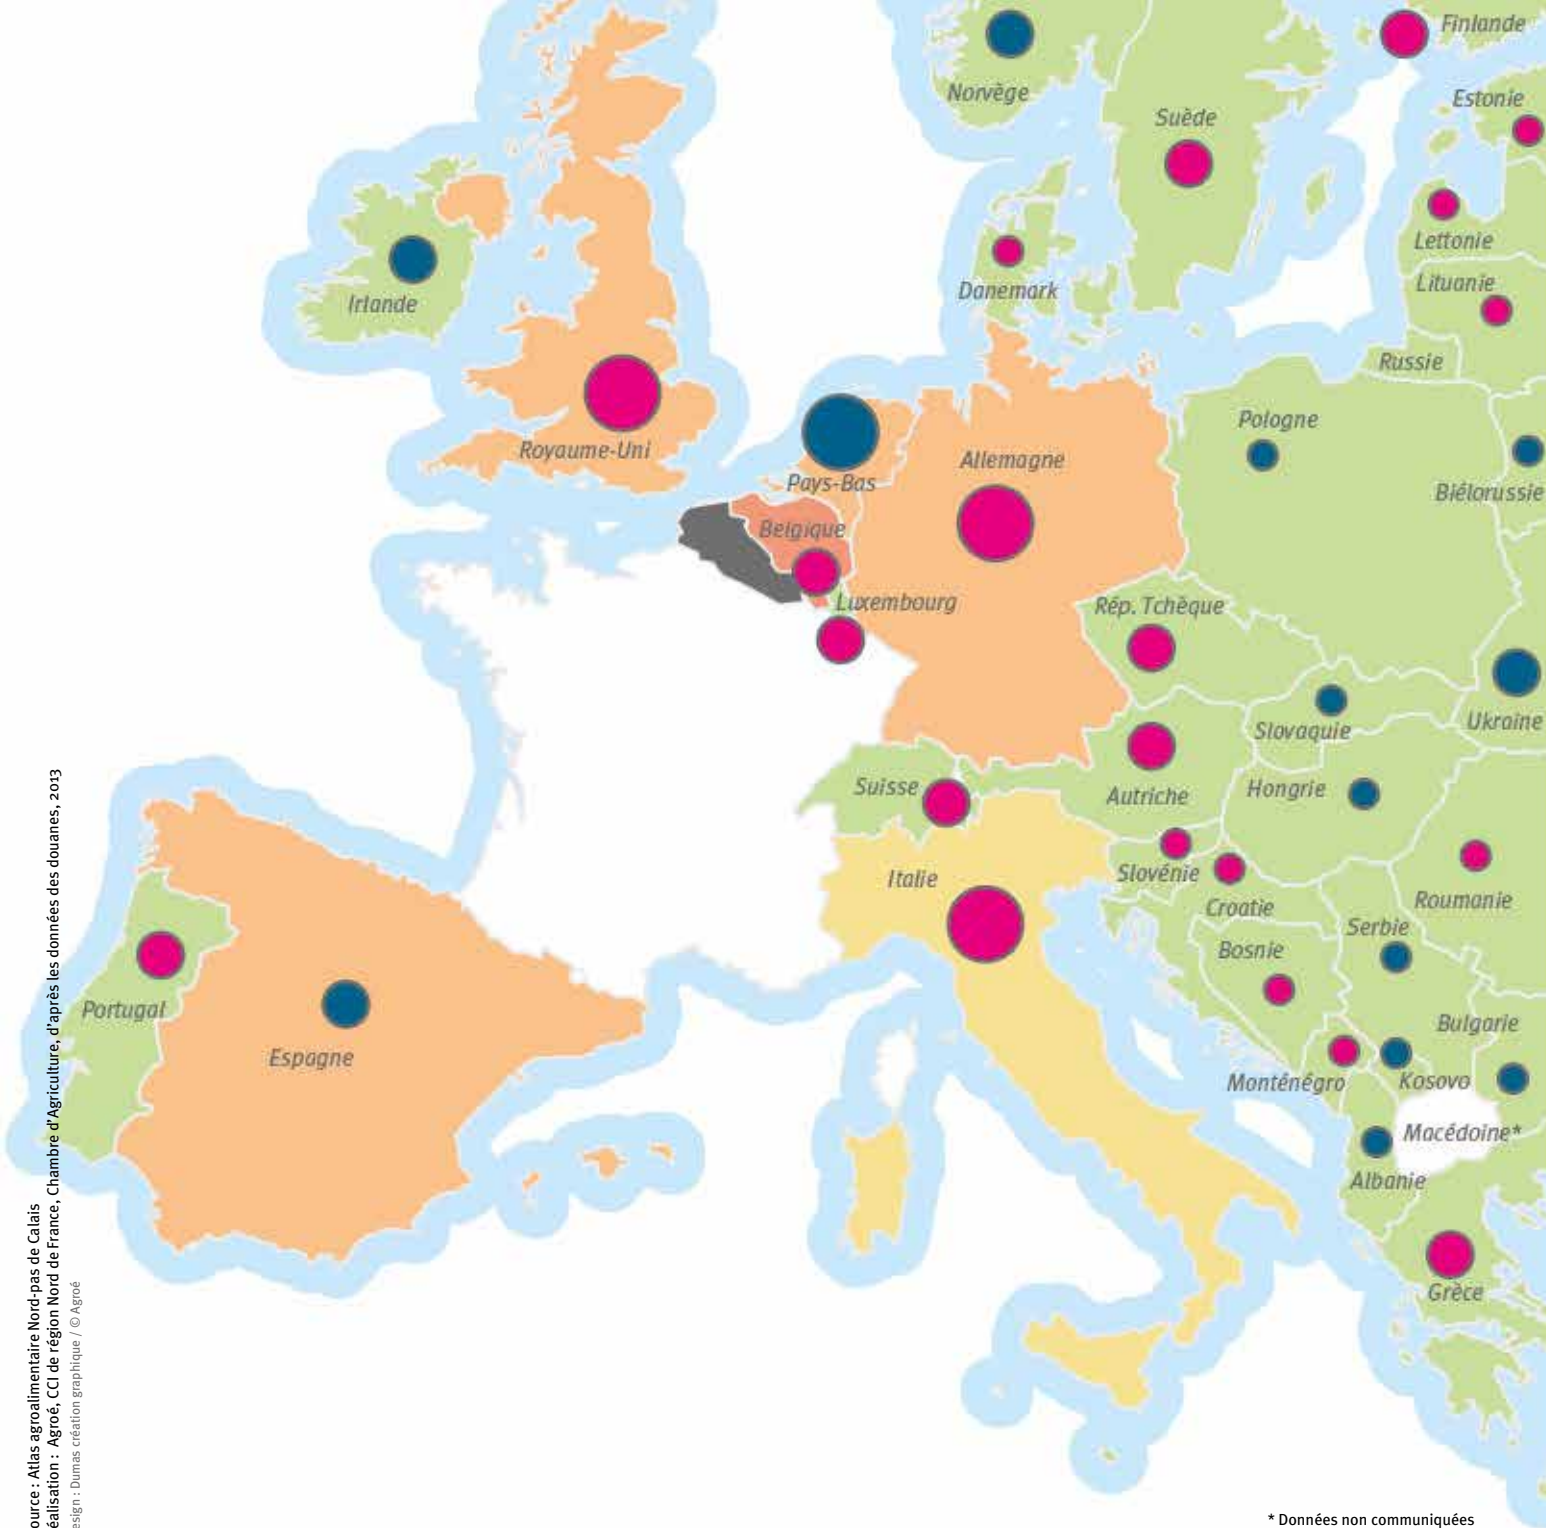 Finlande
Norvège
Estonie
Suède
Lettonie
Danemark
Lituanie
Irlande
Russie
Pologne
Royaume-Uni
Allemagne
Pays-Bas
Biélorussie
Belgique
Luxembourg
Rép. Tchèque
Ukraine
Slovaquie
Suisse
Autriche
Hongrie
Italie
Slovénie
Roumanie
Croatie
Serbie
Bosnie
Portugal
Bulgarie
Espagne
Monténégro
Kosovo
Macédoine*
Albanie
Grèce
ource : Atlas agroalimentaire Nord-pas de Calais
éalisation : Agroé, CCI de région Nord de France, Chambre d'Agriculture, d'après les données des douanes, 2013
esign : Dumas création graphique / © Agroé
* Données non communiquées